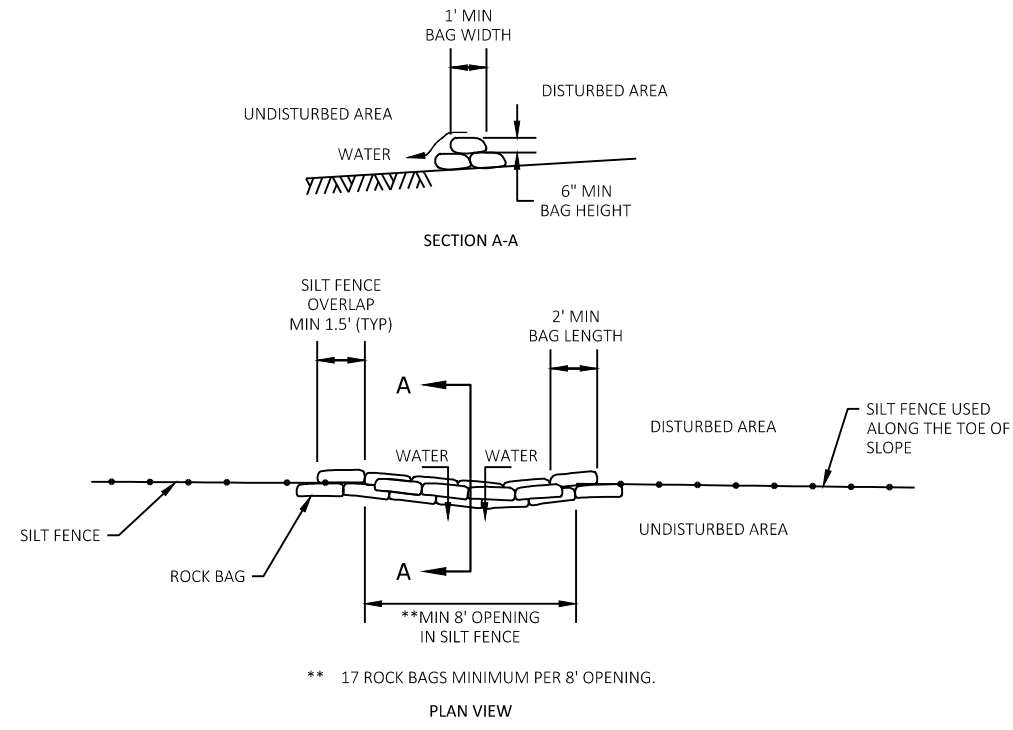 1' MIN
BAG WIDTH
DISTURBED AREA
UNDISTURBED AREA
WATER
6" MIN
BAG HEIGHT
SECTION A-A
SILT FENCE
OVERLAP
MIN 1.5' (TYP)
2' MIN
BAG LENGTH
A
SILT FENCE USED
ALONG THE TOE OF
SLOPE
DISTURBED AREA
WATER
WATER
UNDISTURBED AREA
SILT FENCE
ROCK BAG
A
**MIN 8' OPENING
IN SILT FENCE
** 17 ROCK BAGS MINIMUM PER 8' OPENING.
PLAN VIEW